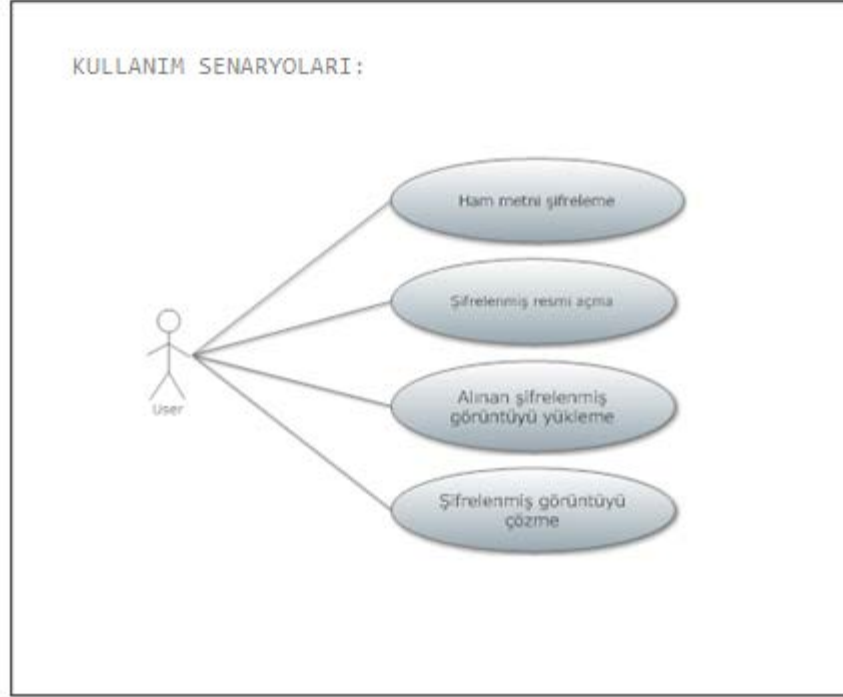 KULLANIM SENARYOLARI:
Ham metni şifreleme
Şifrelenmiş resmi açma
Alınan şifrelenmiş
görüntüyü yükleme
User
Şifrelenmiş görüntüyü
çözme